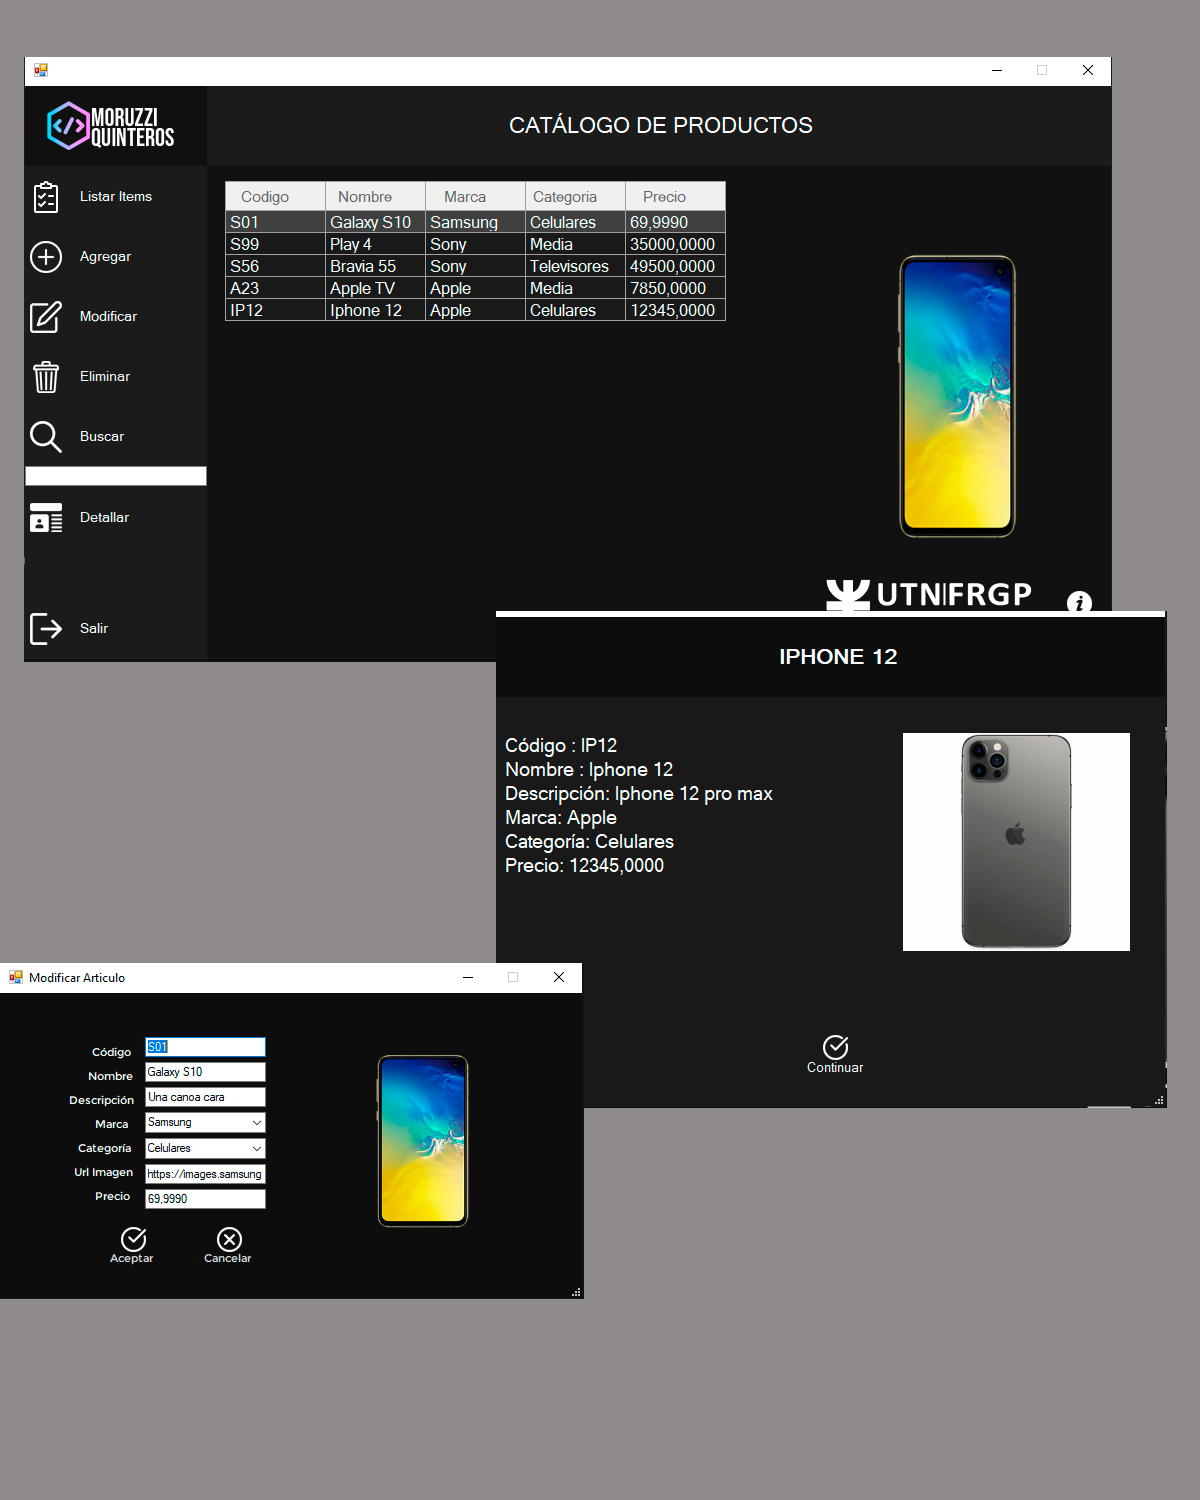 MORUZZI
QUINTEROS
CATÁLOGO DE PRODUCTOS
Listar Items
Agregar
Modificar
Eliminar
Buscar
Detallar
Salir
Codigo Nombre Marca Categoria Precio
S01 Galaxy S10 Samsung Celulares 69,9990
S99 Play 4 Sony Media 35000,0000
S56 Bravia 55 Sony Televisores 49500,0000
A23 Apple TV Apple Media 7850,0000
IP12 Iphone 12 Apple Celulares 12345,0000
UTN|FRGP
i
IPHONE 12
Código : IP12
Nombre : Iphone 12
Descripción: Iphone 12 pro max
Marca: Apple
Categoría: Celulares
Precio: 12345,0000
Continuar
Modificar Articulo
Código S01
Nombre Galaxy S10
Descripción Una canoa cara
Marca Samsung
Categoría Celulares
Url Imagen https://images.samsung
Precio 69,9990
Aceptar Cancelar